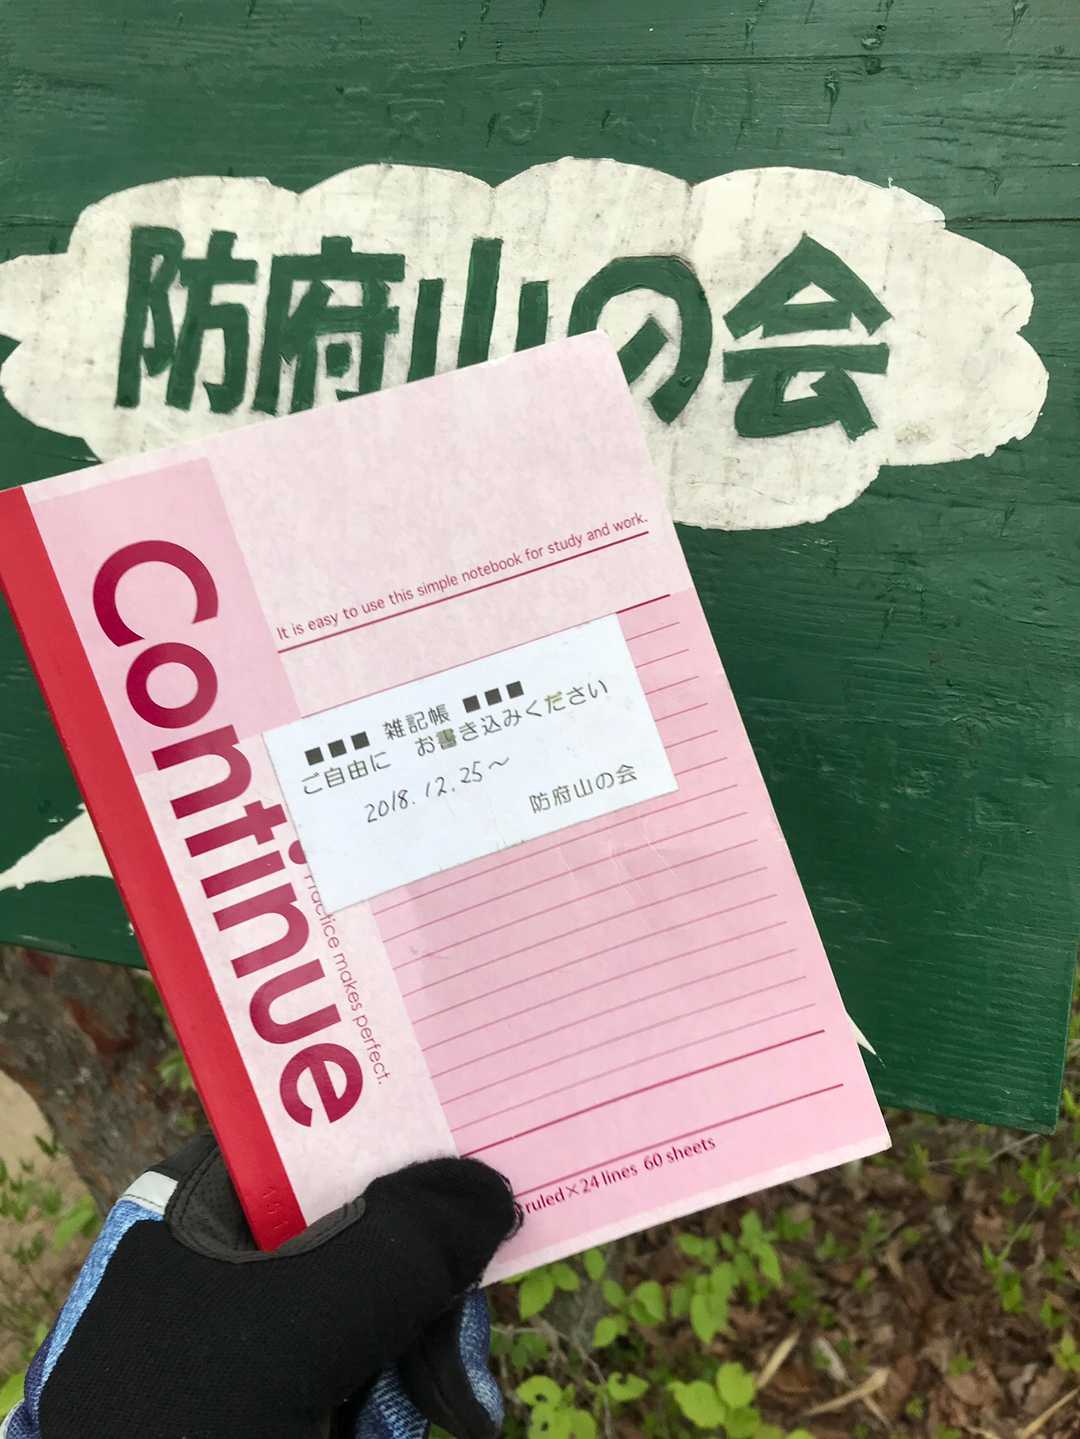 防府山の会
Continue
It is easy to use this simple notebook for study and work.
■■■ 雑記帳 ■■■
ご自由に お書き込みください
2018.12.25〜
防府山の会
Practice makes perfect.
ruled×24 lines 60 sheets